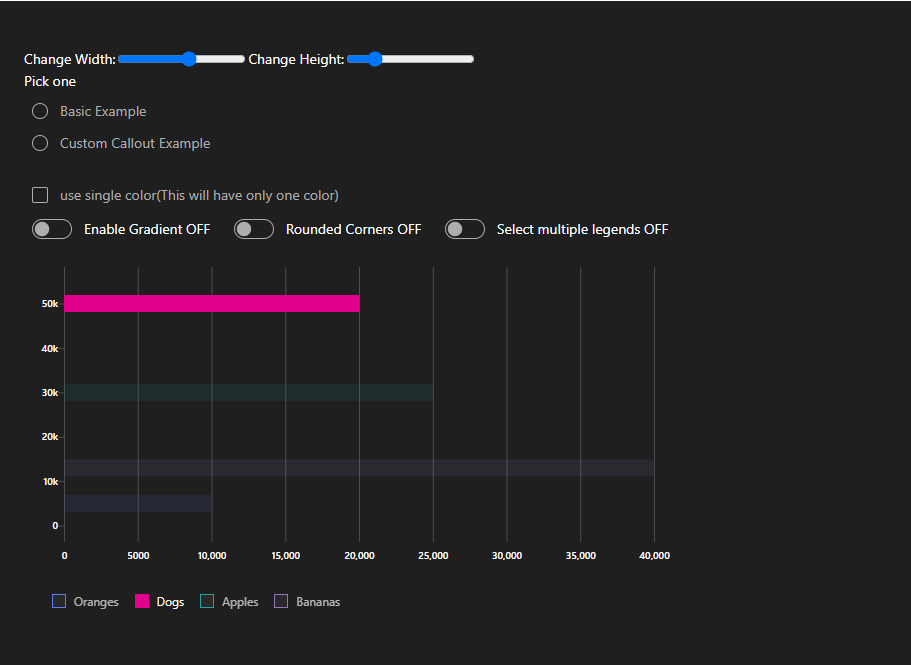 Change Width: Change Height:
Pick one
Basic Example
Custom Callout Example
use single color(This will have only one color)
Enable Gradient OFF Rounded Corners OFF Select multiple legends OFF
50k
40k
30k
20k
10k
0
0 5000 10,000 15,000 20,000 25,000 30,000 35,000 40,000
Oranges Dogs Apples Bananas